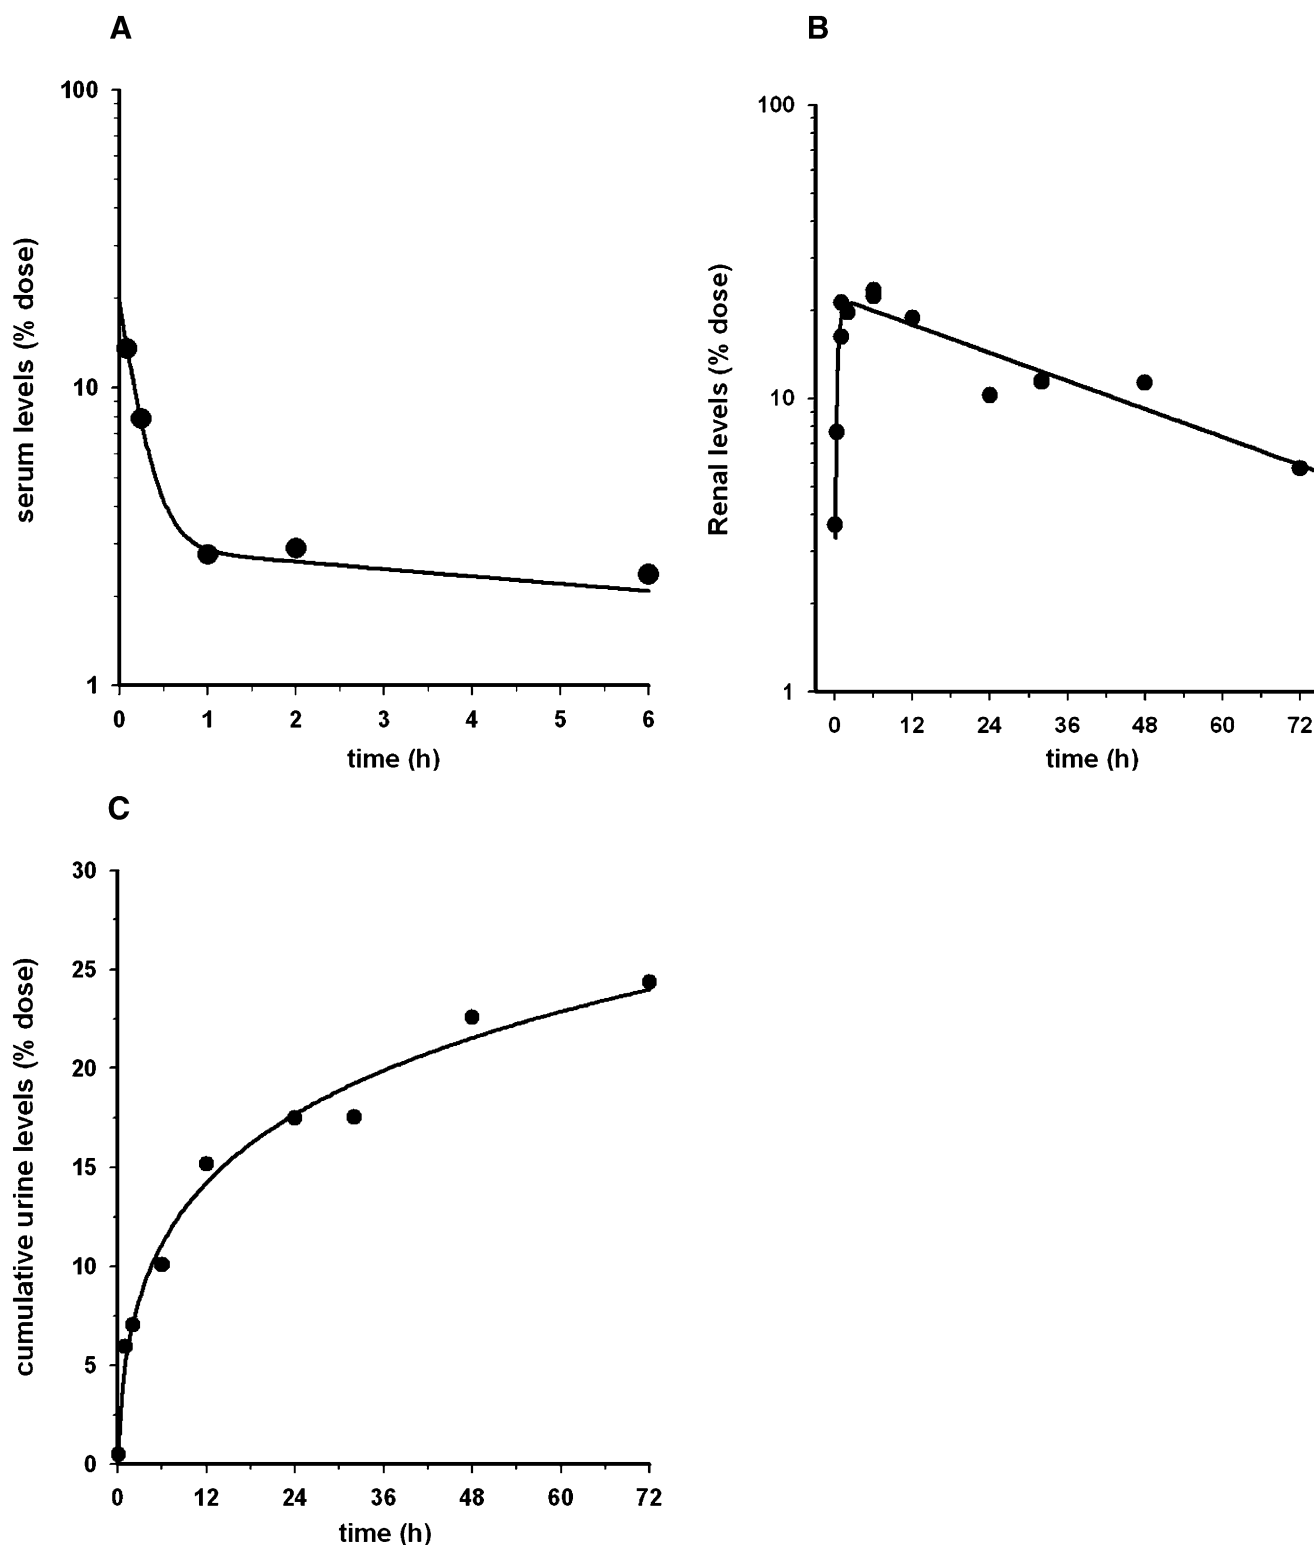 A
100
10
1
serum levels (% dose)
0 1 2 3 4 5 6
time (h)
B
100
10
1
Renal levels (% dose)
0 12 24 36 48 60 72
time (h)
C
30
25
20
15
10
5
0
cumulative urine levels (% dose)
0 12 24 36 48 60 72
time (h)